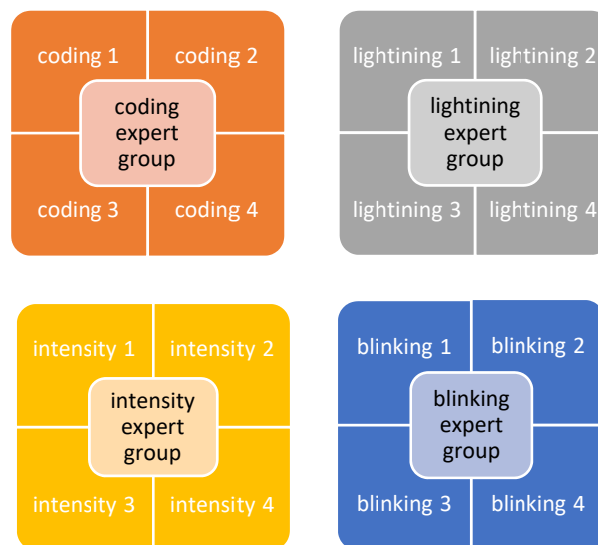 coding 1
coding 2
coding
expert
group
coding 3
coding 4
lightining 1
lightining 2
lightining
expert
group
lightining 3
lightining 4
intensity 1
intensity 2
intensity
expert
group
intensity 3
intensity 4
blinking 1
blinking 2
blinking
expert
group
blinking 3
blinking 4